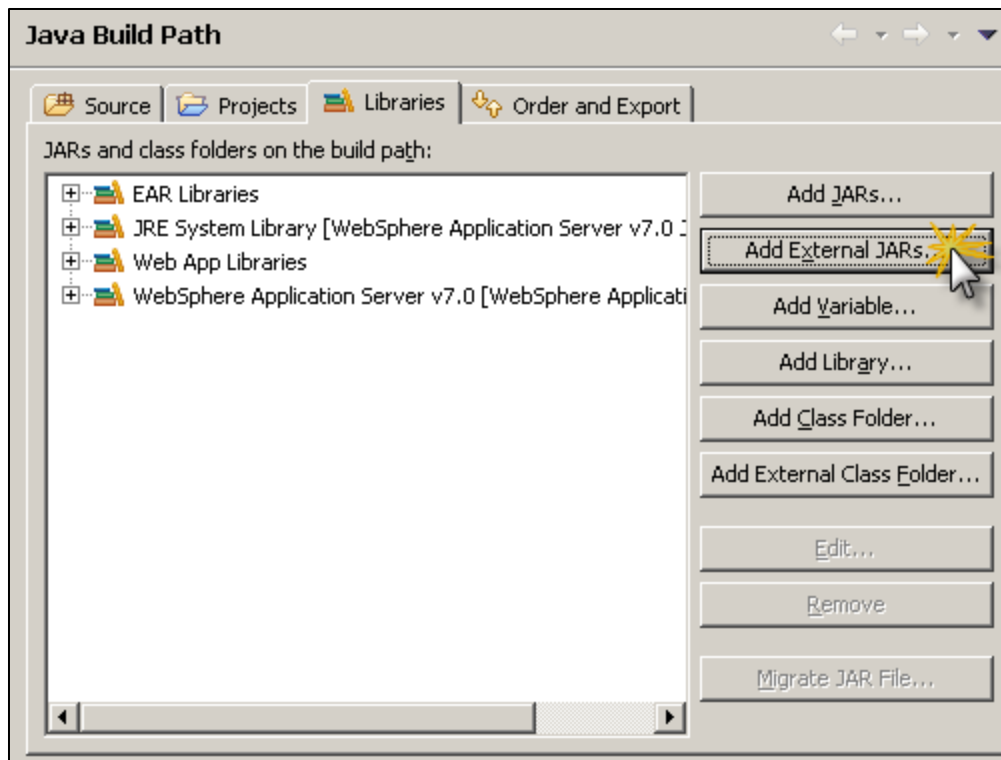 Java Build Path
Source Projects Libraries Order and Export
JARs and class folders on the build path:
EAR Libraries
JRE System Library [WebSphere Application Server v7.0 J
Web App Libraries
WebSphere Application Server v7.0 [WebSphere Applicati
Add JARs...
Add External JARs...
Add Variable...
Add Library...
Add Class Folder...
Add External Class Folder...
Edit...
Remove
Migrate JAR File...